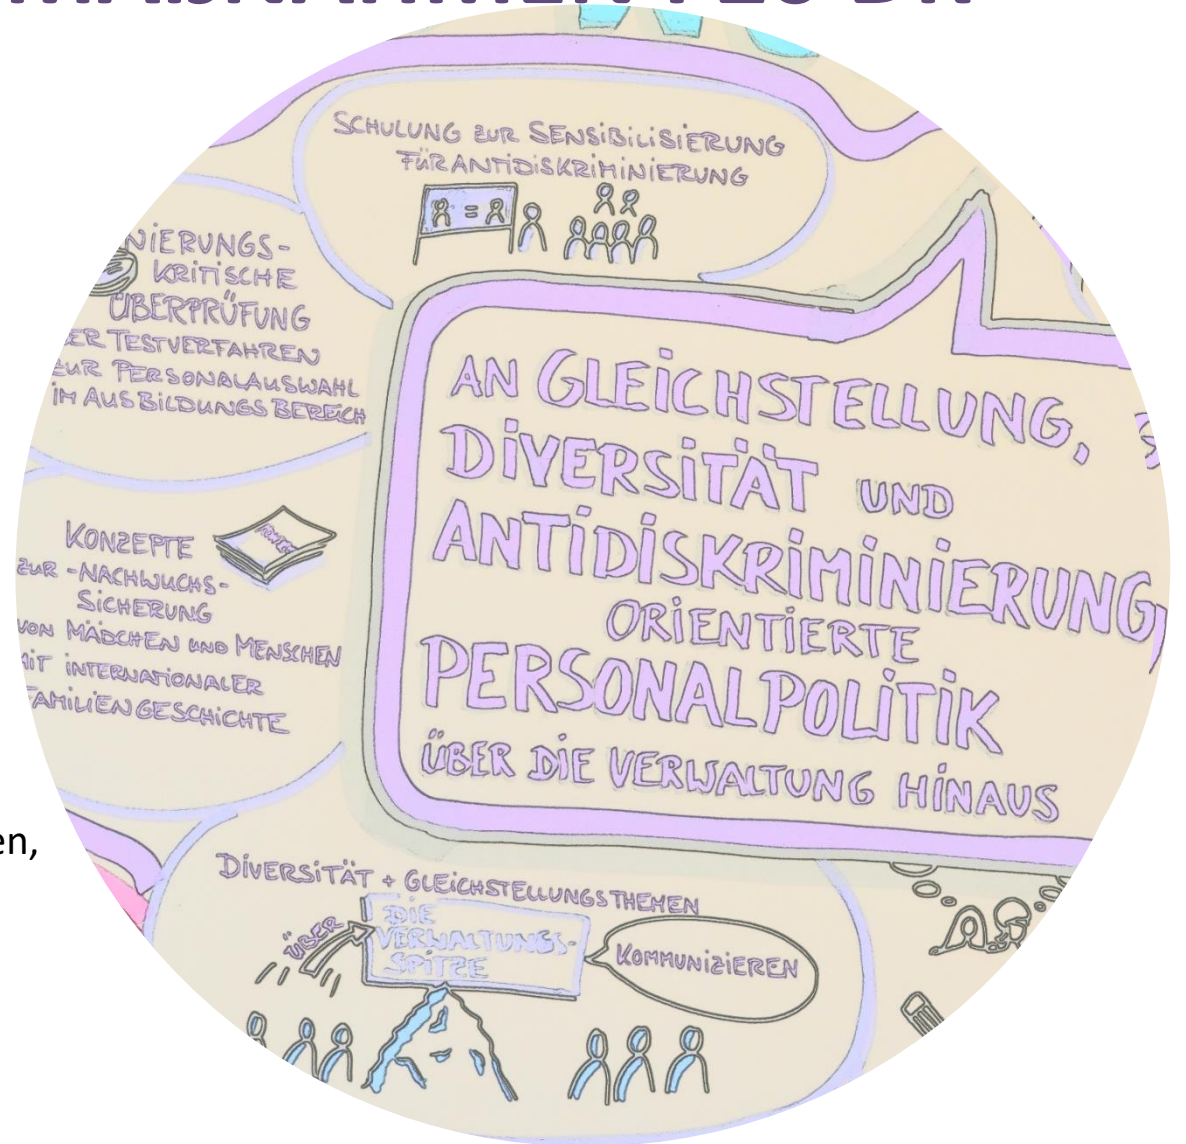 SCHULUNG ZUR SENSIBILISIERUNG
FÜR ANTIDISKRIMINIERUNG
NIERUNGS-
KRITISCHE
ÜBERPRÜFUNG
ER TESTVERFAHREN
ZUR PERSONALAUSWAHL
IM AUSBILDUNGSBEREICH
AN GLEICHSTELLUNG,
DIVERSITÄT UND
ANTIDISKRIMINIERUNG
ORIENTIERTE
PERSONALPOLITIK
ÜBER DIE VERWALTUNG HINAUS
KONZEPTE
ZUR -NACHWUCHS-
SICHERUNG
VON MÄDCHEN UND MENSCHEN
MIT INTERNATIONALER
FAMILIENGESCHICHTE
en,
DIVERSITÄT + GLEICHSTELLUNGSTHEMEN
ÜBER
DIE
VERWALTUNGS-
SPITZE
KOMMUNIZIEREN